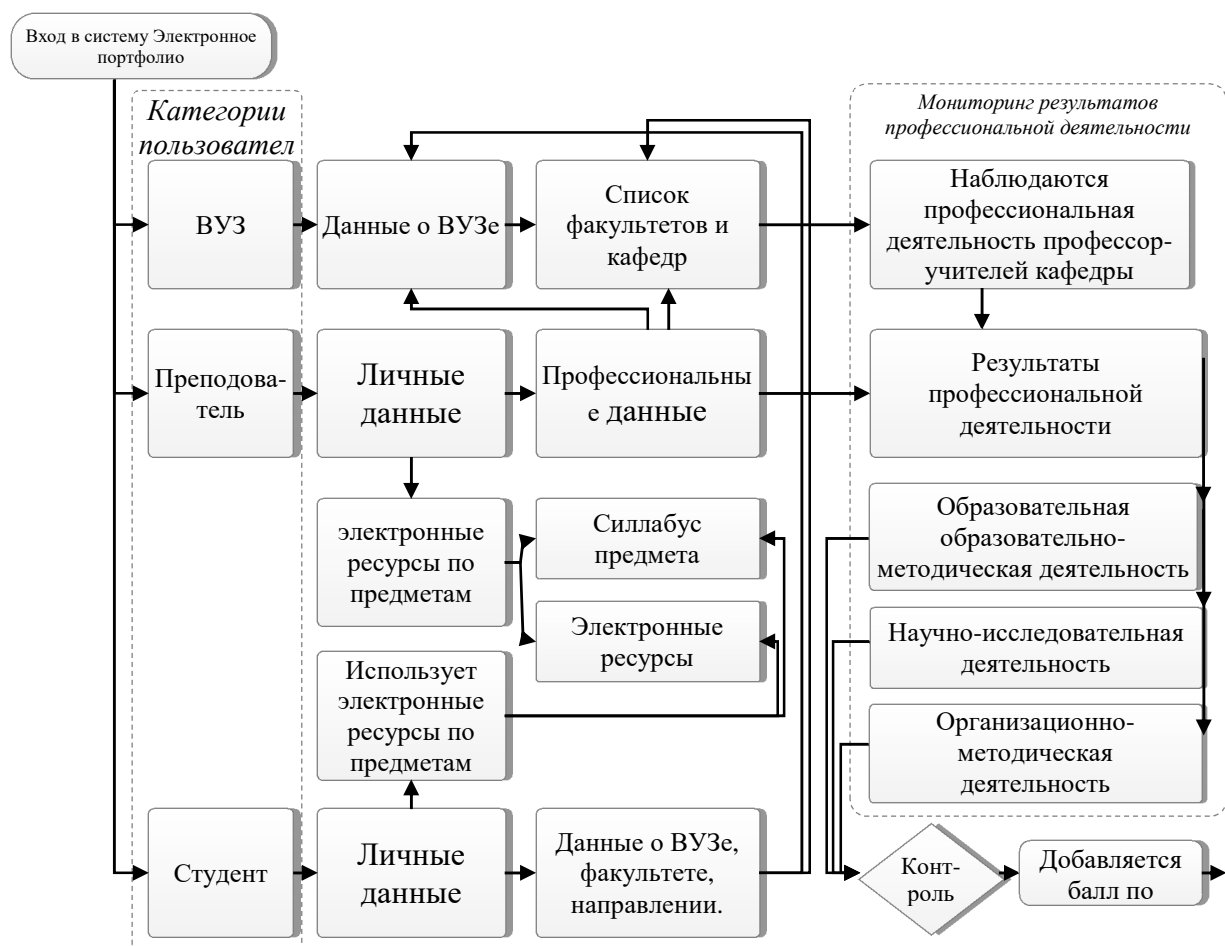 Вход в систему Электронное
портфолио
Категории
пользовател
Мониторинг результатов
профессиональной деятельности
ВУЗ
Данные о ВУЗе
Список
факультетов и
кафедр
Наблюдаются
профессиональная
деятельность профессор-
учителей кафедры
Преподова-
тель
Личные
данные
Профессиональны
е данные
Результаты
профессиональной
деятельности
электронные
ресурсы по
предметам
Силлабус
предмета
Электронные
ресурсы
Образовательная
образовательно-
методическая деятельность
Научно-исследовательская
деятельность
Использует
электронные
ресурсы по
предметам
Организационно-
методическая
деятельность
Студент
Личные
данные
Данные о ВУЗе,
факультете,
направлении.
Конт-
роль
Добавляется
балл по